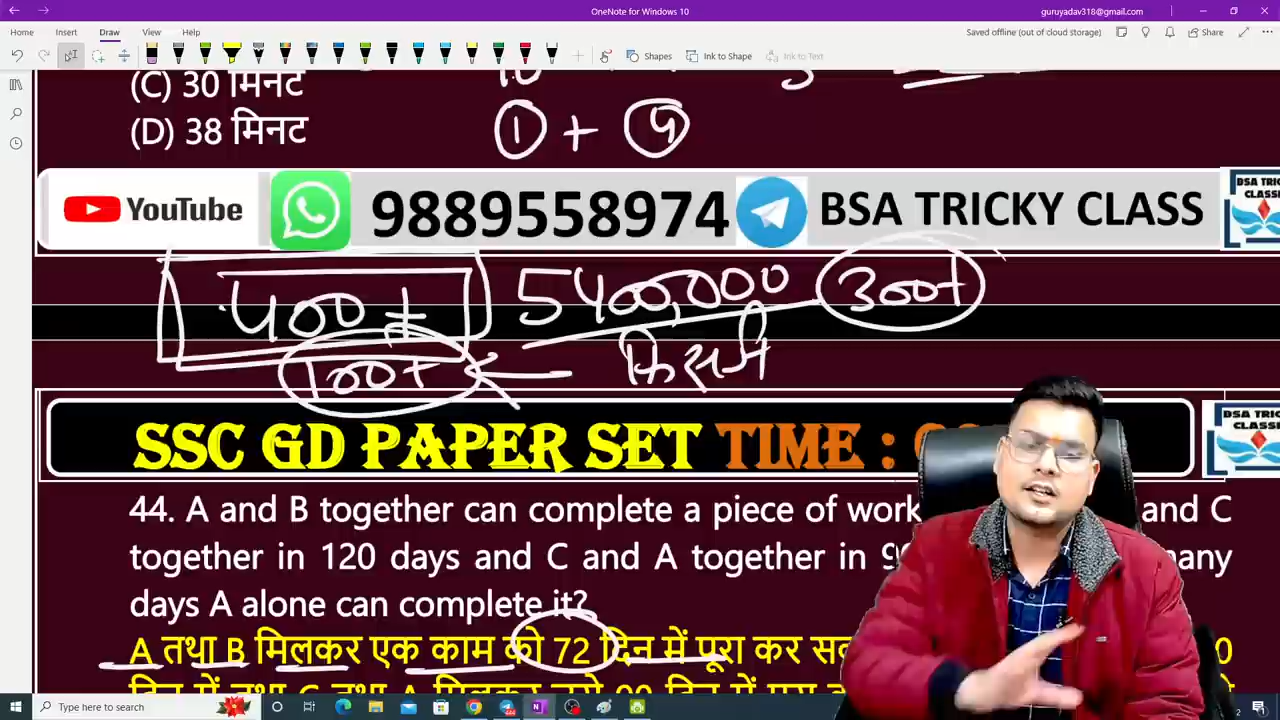 OneNote for Windows 10
guruyadav318@gmail.com
Home Insert Draw View Help
Saved offline (out of cloud storage) Share
Shapes Ink to Shape Ink to Text
(C) 30 मिनट
(D) 38 मिनट
1 + 9
YouTube 9889558974 BSA TRICKY CLASS
400+ 5400,000 300+
100+ किसी
SSC GD PAPER SET TIME :
BSA TRIC
CLASS
44. A and B together can complete a piece of work and C
together in 120 days and C and A together in many
days A alone can complete it?
A तथा B मिलकर एक काम को 72 दिन में पूरा कर
Type here to search